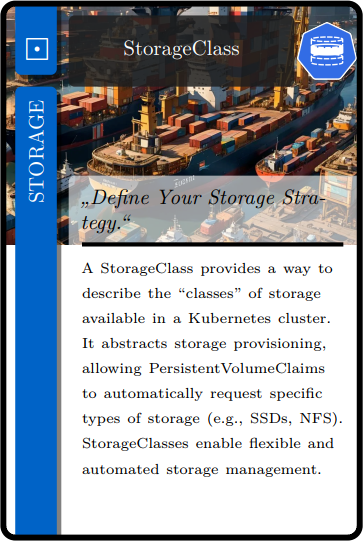 StorageClass
STORAGE
„Define Your Storage Stra-
tegy.“
A StorageClass provides a way to
describe the “classes” of storage
available in a Kubernetes cluster.
It abstracts storage provisioning,
allowing PersistentVolumeClaims
to automatically request specific
types of storage (e.g., SSDs, NFS).
StorageClasses enable flexible and
automated storage management.